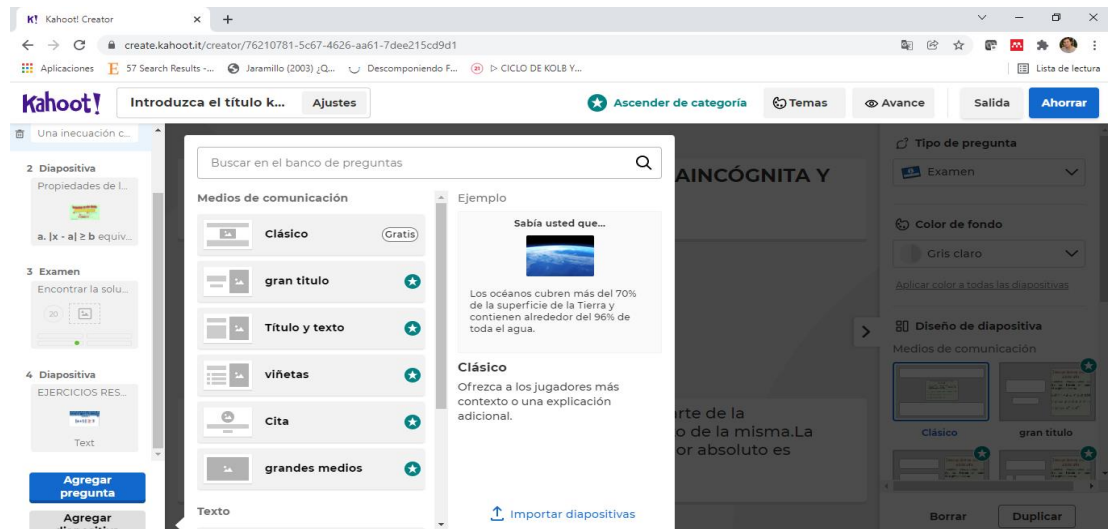 K! Kahoot! Creator
create.kahoot.it/creator/76210781-5c67-4626-aa61-7dee215cd9d1
Aplicaciones
57 Search Results -...
Jaramillo (2003) ¿Q...
Descomponiendo F...
▷ CICLO DE KOLB Y...
Lista de lectura
Kahoot!
Introduzca el título k...
Ajustes
Ascender de categoría
Temas
Avance
Salida
Ahorrar
Una inecuación c...
2 Diapositiva
Propiedades de l...
a. |x - a| ≥ b equiv...
3 Examen
Encontrar la solu...
20
4 Diapositiva
EJERCICIOS RES...
Text
Agregar
pregunta
Agregar
Buscar en el banco de preguntas
Medios de comunicación
Clásico
Gratis
gran titulo
Título y texto
viñetas
Cita
grandes medios
Texto
Ejemplo
Sabía usted que...
Los océanos cubren más del 70%
de la superficie de la Tierra y
contienen alrededor del 96% de
toda el agua.
Clásico
Ofrezca a los jugadores más
contexto o una explicación
adicional.
Importar diapositivas
AINCÓGNITA Y
rte de la
o de la misma.La
or absoluto es
Tipo de pregunta
Examen
Color de fondo
Gris claro
Aplicar color a todas las diapositivas
Diseño de diapositiva
Medios de comunicación
Clásico
gran titulo
Borrar
Duplicar